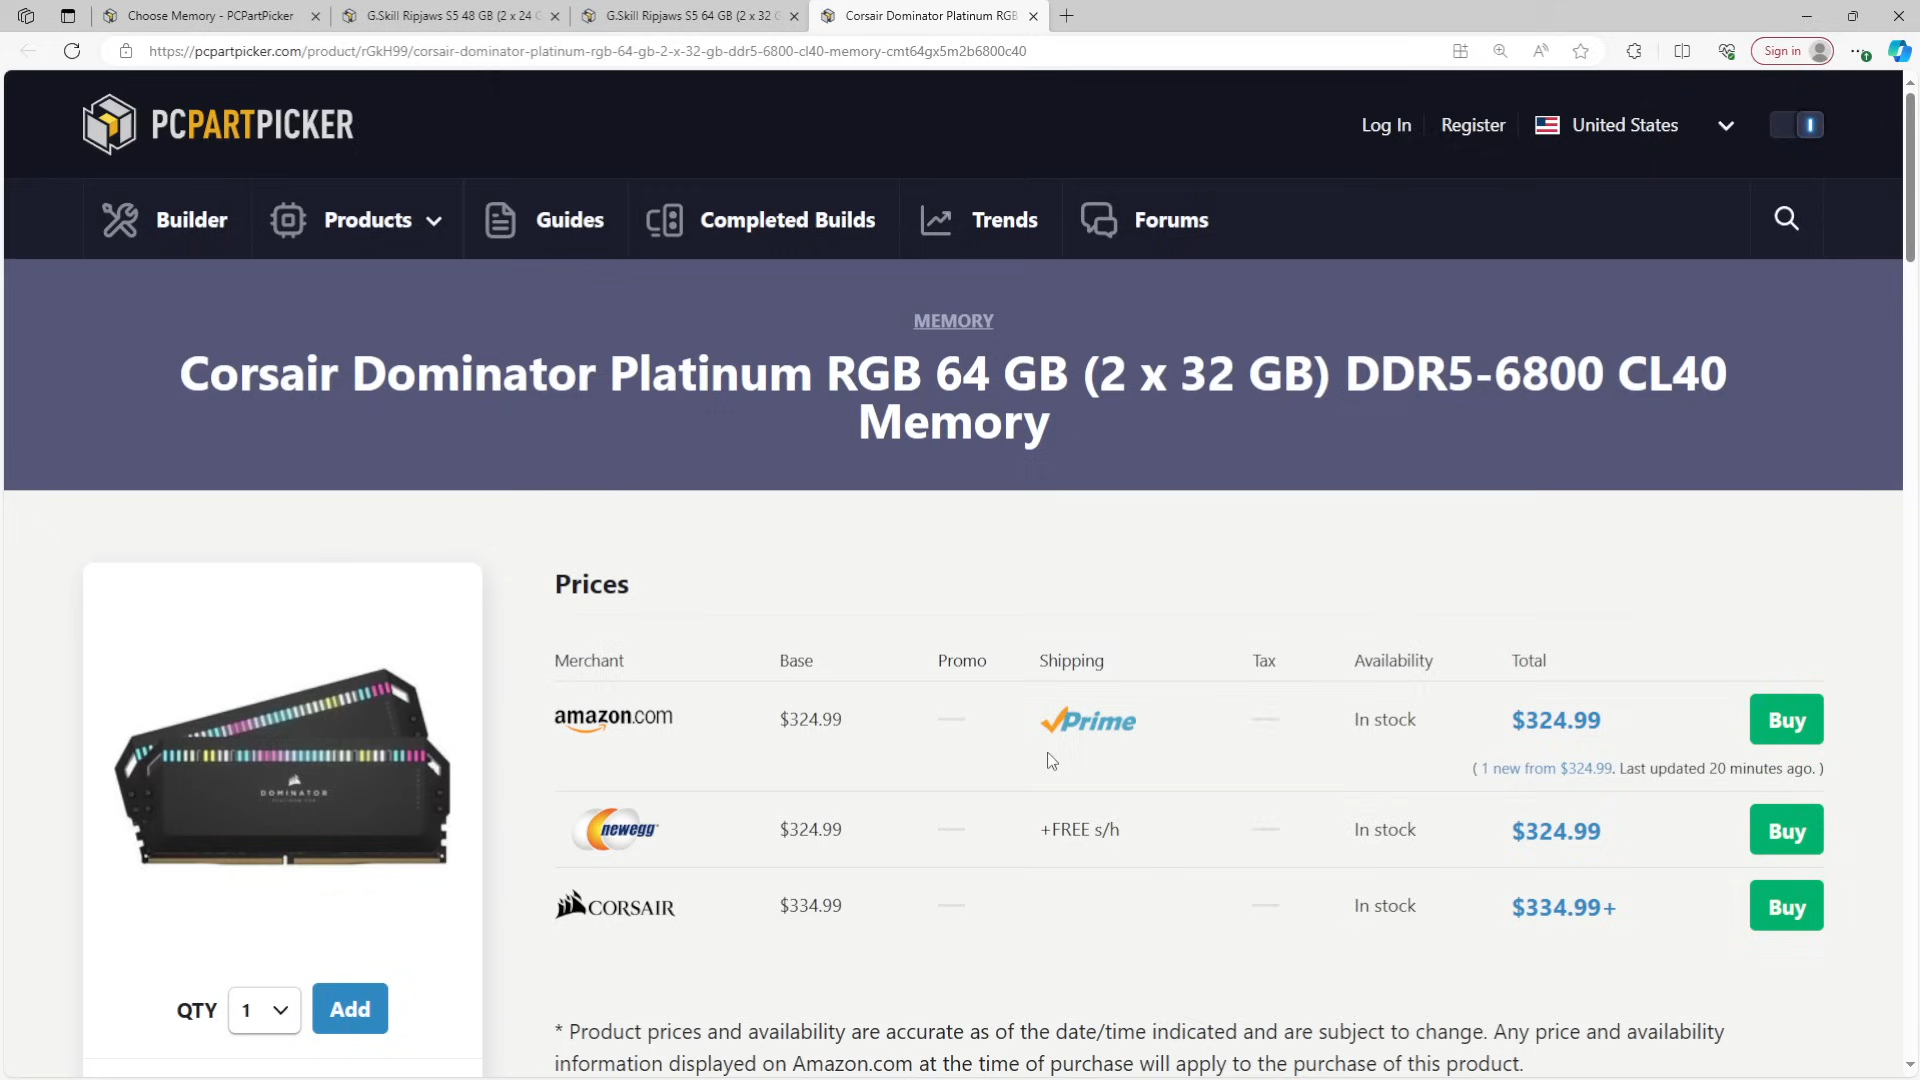 Choose Memory - PCPartPicker
G.Skill Ripjaws S5 48 GB (2 x 24 G
G.Skill Ripjaws S5 64 GB (2 x 32 G
Corsair Dominator Platinum RGB
https://pcpartpicker.com/product/rGkH99/corsair-dominator-platinum-rgb-64-gb-2-x-32-gb-ddr5-6800-cl40-memory-cmt64gx5m2b6800c40
Sign in
PCPARTPICKER
Log In
Register
United States
Builder
Products
Guides
Completed Builds
Trends
Forums
MEMORY
Corsair Dominator Platinum RGB 64 GB (2 x 32 GB) DDR5-6800 CL40
Memory
Prices
Merchant Base Promo Shipping Tax Availability Total
amazon.com $324.99 — Prime — In stock $324.99 Buy
( 1 new from $324.99. Last updated 20 minutes ago. )
newegg $324.99 — +FREE s/h — In stock $324.99 Buy
CORSAIR $334.99 — — In stock $334.99+ Buy
DOMINATOR
QTY 1 Add
* Product prices and availability are accurate as of the date/time indicated and are subject to change. Any price and availability
information displayed on Amazon.com at the time of purchase will apply to the purchase of this product.